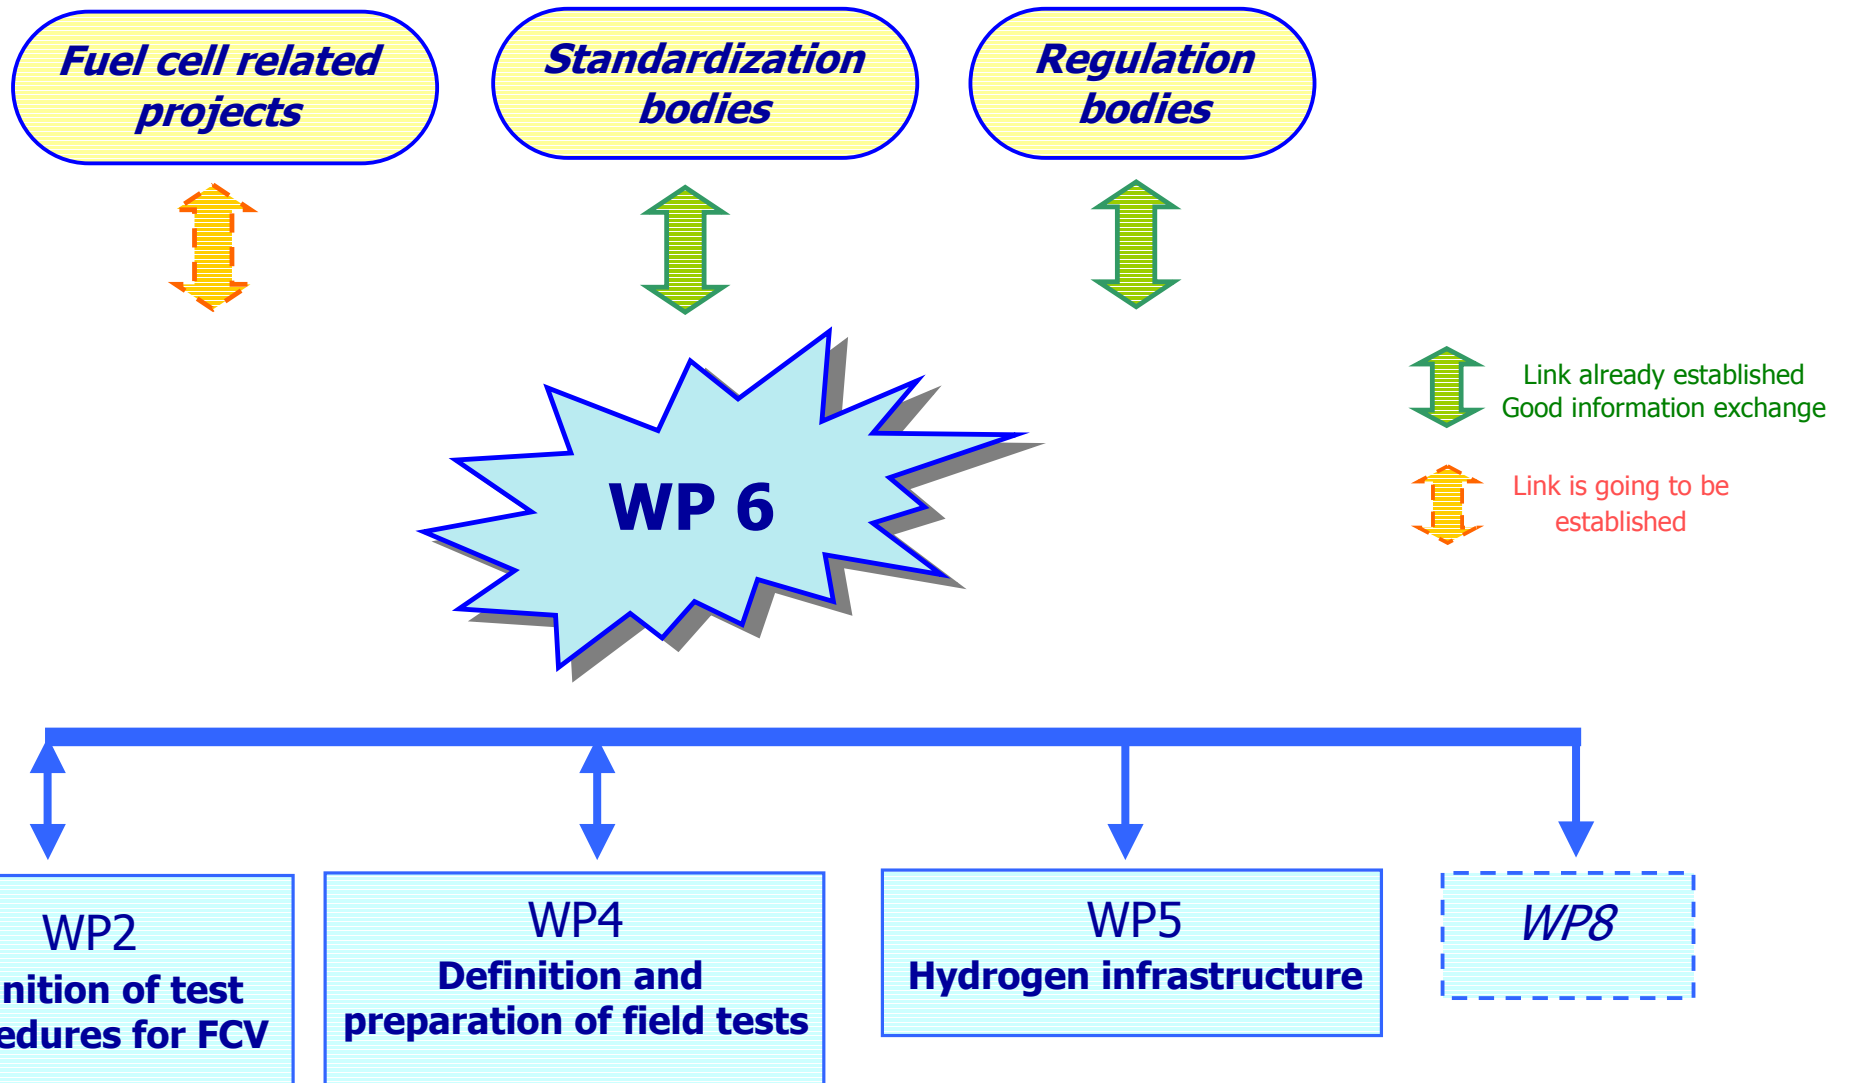 Fuel cell related
projects
Standardization
bodies
Regulation
bodies
Link already established
Good information exchange
Link is going to be
established
WP 6
WP2
nition of test
edures for FCV
WP4
Definition and
preparation of field tests
WP5
Hydrogen infrastructure
WP8